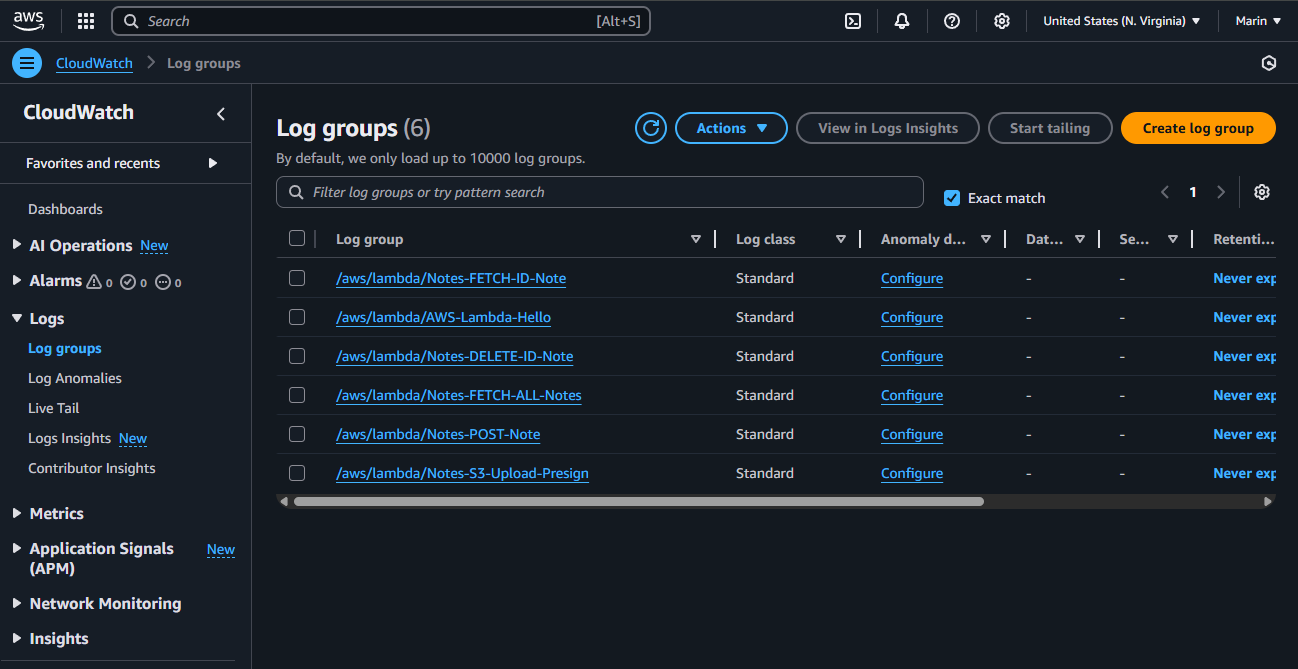 aws
Search [Alt+S]
United States (N. Virginia)
Marin
CloudWatch
Log groups
CloudWatch
Favorites and recents
Dashboards
AI Operations New
Alarms 0 0 0
Logs
Log groups
Log Anomalies
Live Tail
Logs Insights New
Contributor Insights
Metrics
Application Signals New
(APM)
Network Monitoring
Insights
Log groups (6)
Actions
View in Logs Insights
Start tailing
Create log group
By default, we only load up to 10000 log groups.
Filter log groups or try pattern search
Exact match
1
Log group Log class Anomaly d... Dat... Se... Retenti...
/aws/lambda/Notes-FETCH-ID-Note Standard Configure - - Never exp
/aws/lambda/AWS-Lambda-Hello Standard Configure - - Never exp
/aws/lambda/Notes-DELETE-ID-Note Standard Configure - - Never exp
/aws/lambda/Notes-FETCH-ALL-Notes Standard Configure - - Never exp
/aws/lambda/Notes-POST-Note Standard Configure - - Never exp
/aws/lambda/Notes-S3-Upload-Presign Standard Configure - - Never exp